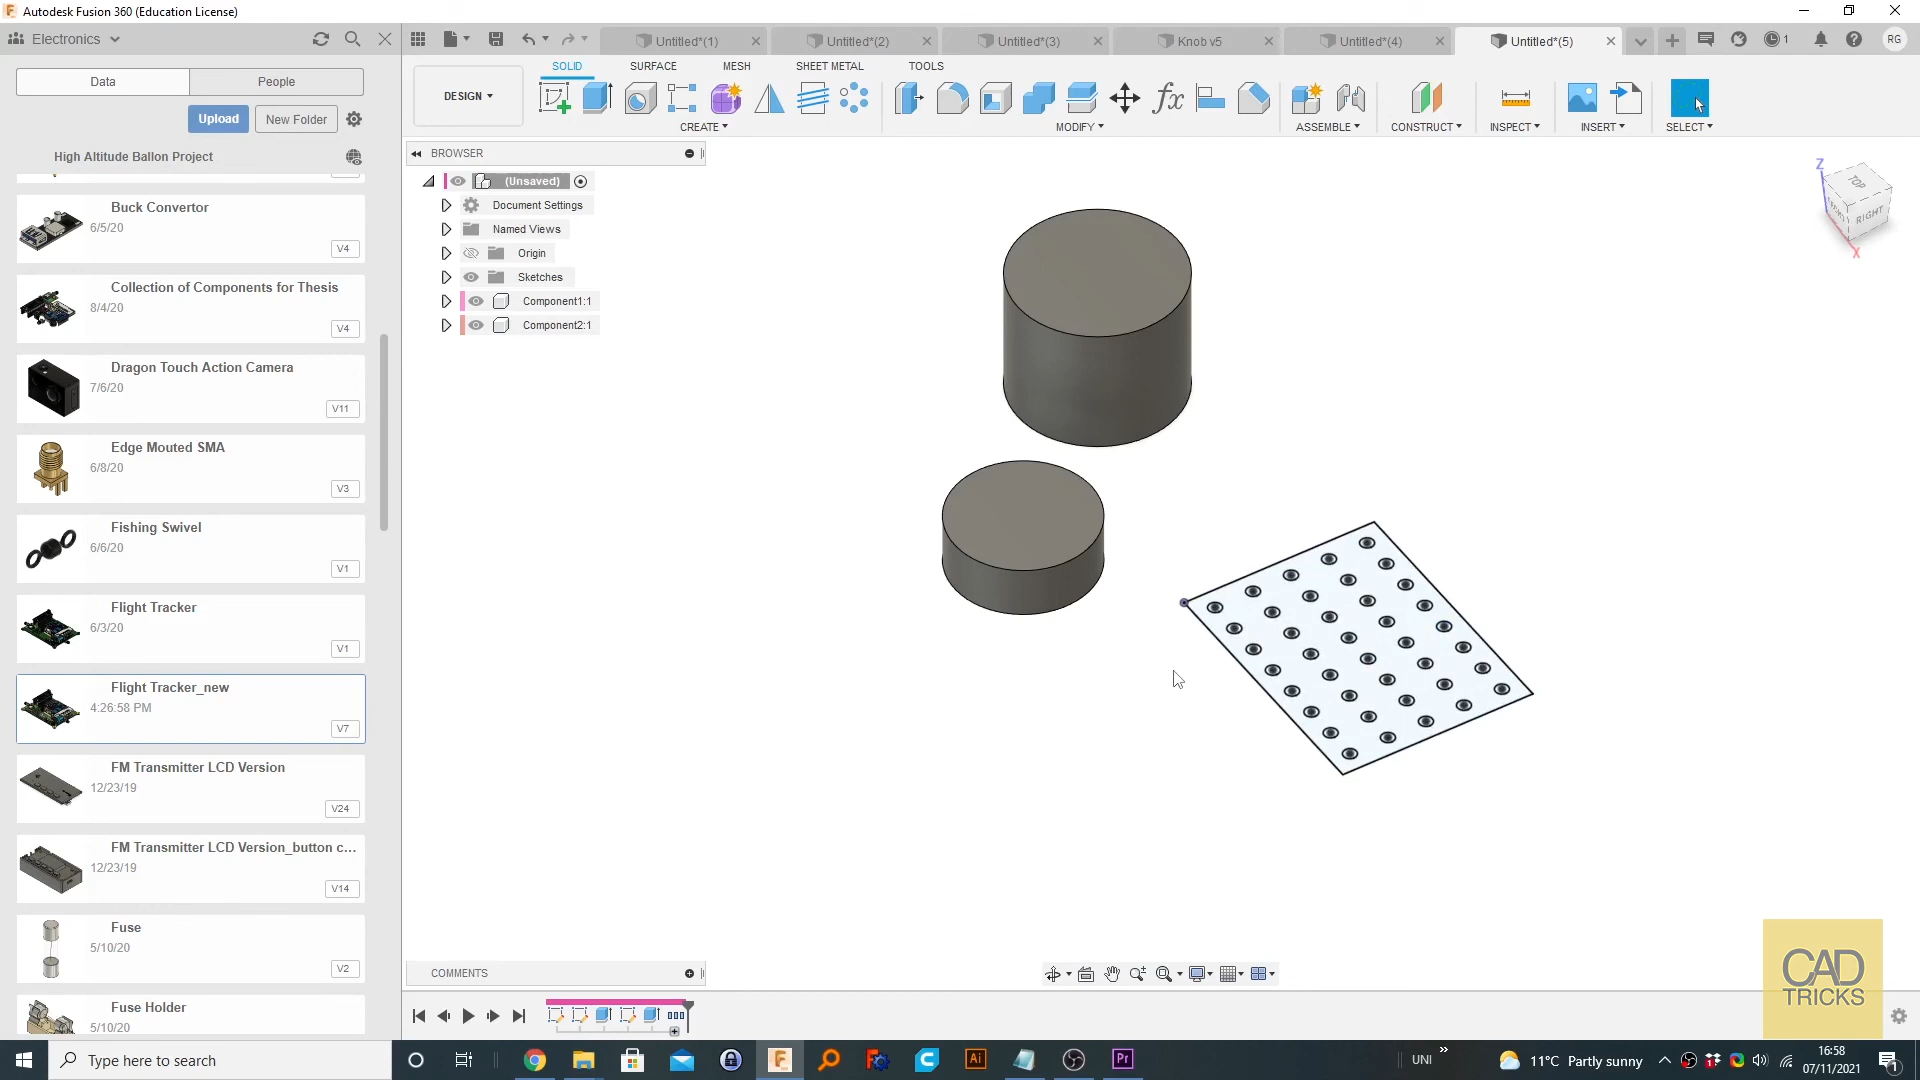 Autodesk Fusion 360 (Education License)
Electronics
Untitled*(1)
Untitled*(2)
Untitled*(3)
Knob v5
Untitled*(4)
Untitled*(5)
1
RG
Data
People
Upload
New Folder
High Altitude Ballon Project
DESIGN
SOLID
SURFACE
MESH
SHEET METAL
TOOLS
CREATE
MODIFY
ASSEMBLE
CONSTRUCT
INSPECT
INSERT
SELECT
BROWSER
(Unsaved)
Document Settings
Named Views
Origin
Sketches
Component1:1
Component2:1
Z
TOP
RIGHT
X
Buck Convertor
6/5/20
V4
Collection of Components for Thesis
8/4/20
V4
Dragon Touch Action Camera
7/6/20
V11
Edge Mouted SMA
6/8/20
V3
Fishing Swivel
6/6/20
V1
Flight Tracker
6/3/20
V1
Flight Tracker_new
4:26:58 PM
V7
FM Transmitter LCD Version
12/23/19
V24
FM Transmitter LCD Version_button c...
12/23/19
V14
Fuse
5/10/20
V2
Fuse Holder
5/10/20
COMMENTS
CAD
TRICKS
Type here to search
UNI
11°C Partly sunny
16:58
07/11/2021
1